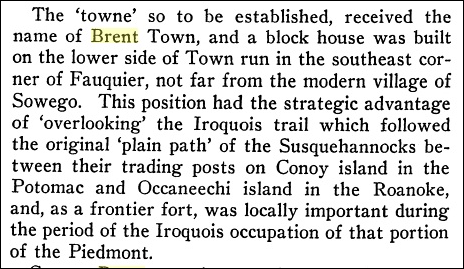 The 'towne' so to be established, received the
name of Brent Town, and a block house was built
on the lower side of Town run in the southeast cor-
ner of Fauquier, not far from the modern village of
Sowego. This position had the strategic advantage
of 'overlooking' the Iroquois trail which followed
the original 'plain path' of the Susquehannocks be-
tween their trading posts on Conoy island in the
Potomac and Occaneechi island in the Roanoke,
and, as a frontier fort, was locally important during
the period of the Iroquois occupation of that portion
of the Piedmont.